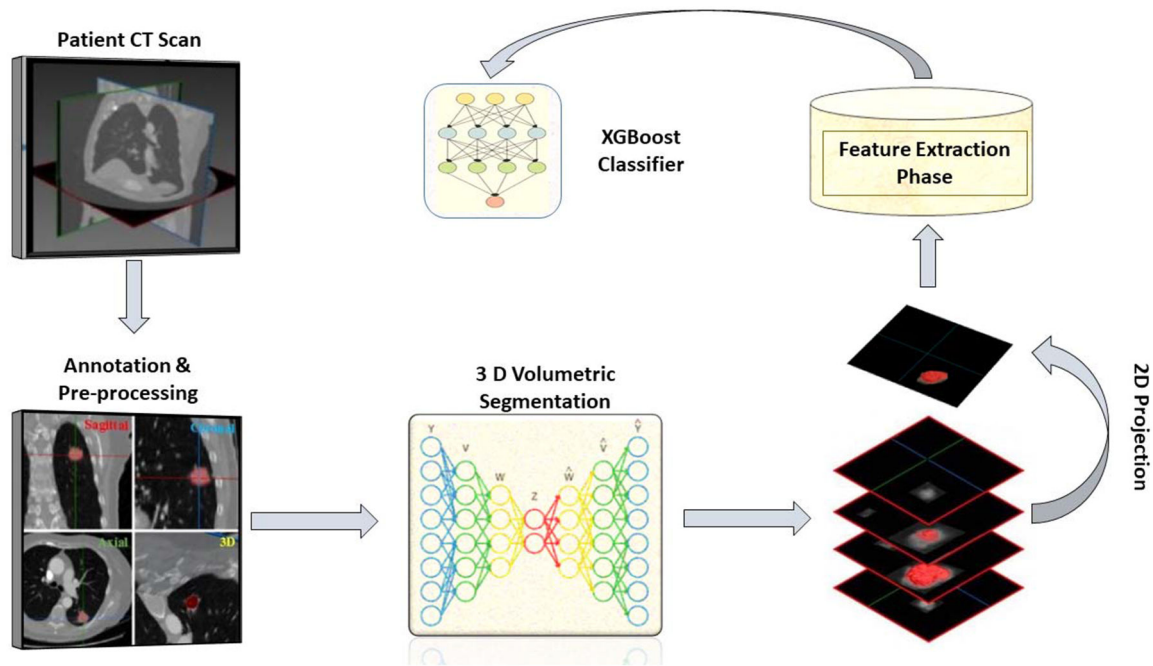 Patient CT Scan
XGBoost
Classifier
Feature Extraction
Phase
Annotation &
Pre-processing
Sagittal
Coronal
Axial
3D
3 D Volumetric
Segmentation
Y
V
W
Z
Ŵ
V̂
Ŷ
2D Projection